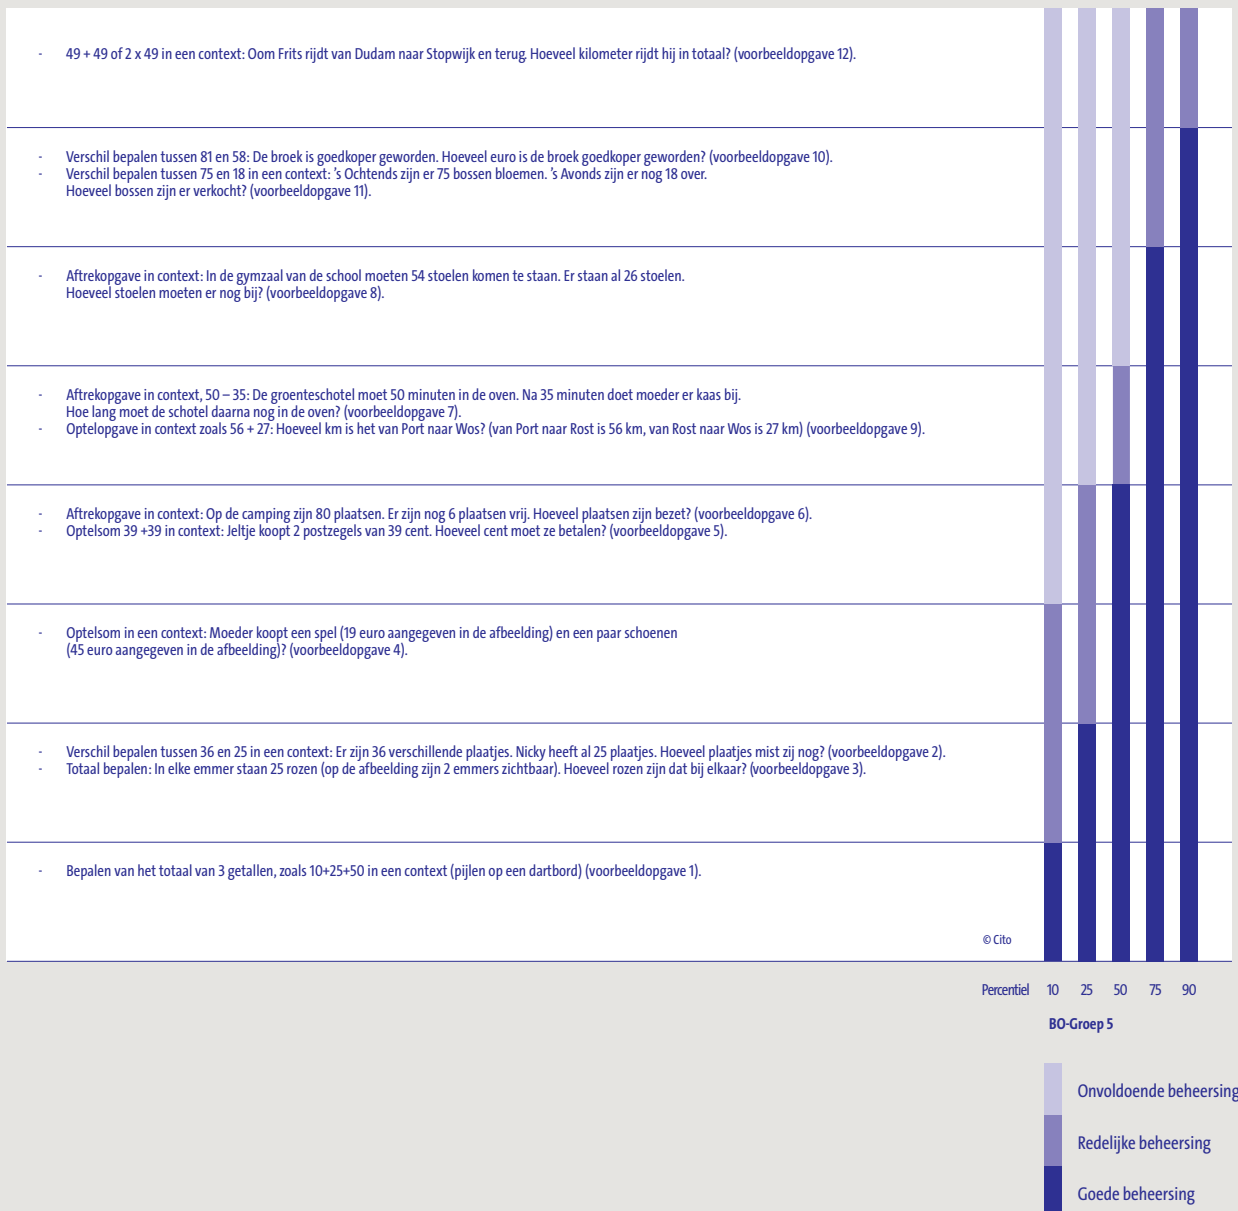 - 49 + 49 of 2 x 49 in een context: Oom Frits rijdt van Dudam naar Stopwijk en terug. Hoeveel kilometer rijdt hij in totaal? (voorbeeldopgave 12).
- Verschil bepalen tussen 81 en 58: De broek is goedkoper geworden. Hoeveel euro is de broek goedkoper geworden? (voorbeeldopgave 10).
- Verschil bepalen tussen 75 en 18 in een context: 's Ochtends zijn er 75 bossen bloemen. 's Avonds zijn er nog 18 over.
Hoeveel bossen zijn er verkocht? (voorbeeldopgave 11).
- Aftrekopgave in context: In de gymzaal van de school moeten 54 stoelen komen te staan. Er staan al 26 stoelen.
Hoeveel stoelen moeten er nog bij? (voorbeeldopgave 8).
- Aftrekopgave in context, 50 – 35: De groenteschotel moet 50 minuten in de oven. Na 35 minuten doet moeder er kaas bij.
Hoe lang moet de schotel daarna nog in de oven? (voorbeeldopgave 7).
- Optelopgave in context zoals 56 + 27: Hoeveel km is het van Port naar Wos? (van Port naar Rost is 56 km, van Rost naar Wos is 27 km) (voorbeeldopgave 9).
- Aftrekopgave in context: Op de camping zijn 80 plaatsen. Er zijn nog 6 plaatsen vrij. Hoeveel plaatsen zijn bezet? (voorbeeldopgave 6).
- Optelsom 39 +39 in context: Jeltje koopt 2 postzegels van 39 cent. Hoeveel cent moet ze betalen? (voorbeeldopgave 5).
- Optelsom in een context: Moeder koopt een spel (19 euro aangegeven in de afbeelding) en een paar schoenen
(45 euro aangegeven in de afbeelding)? (voorbeeldopgave 4).
- Verschil bepalen tussen 36 en 25 in een context: Er zijn 36 verschillende plaatjes. Nicky heeft al 25 plaatjes. Hoeveel plaatjes mist zij nog? (voorbeeldopgave 2).
- Totaal bepalen: In elke emmer staan 25 rozen (op de afbeelding zijn 2 emmers zichtbaar). Hoeveel rozen zijn dat bij elkaar? (voorbeeldopgave 3).
- Bepalen van het totaal van 3 getallen, zoals 10+25+50 in een context (pijlen op een dartbord) (voorbeeldopgave 1).
© Cito
Percentiel 10 25 50 75 90
BO-Groep 5
Onvoldoende beheersing
Redelijke beheersing
Goede beheersing